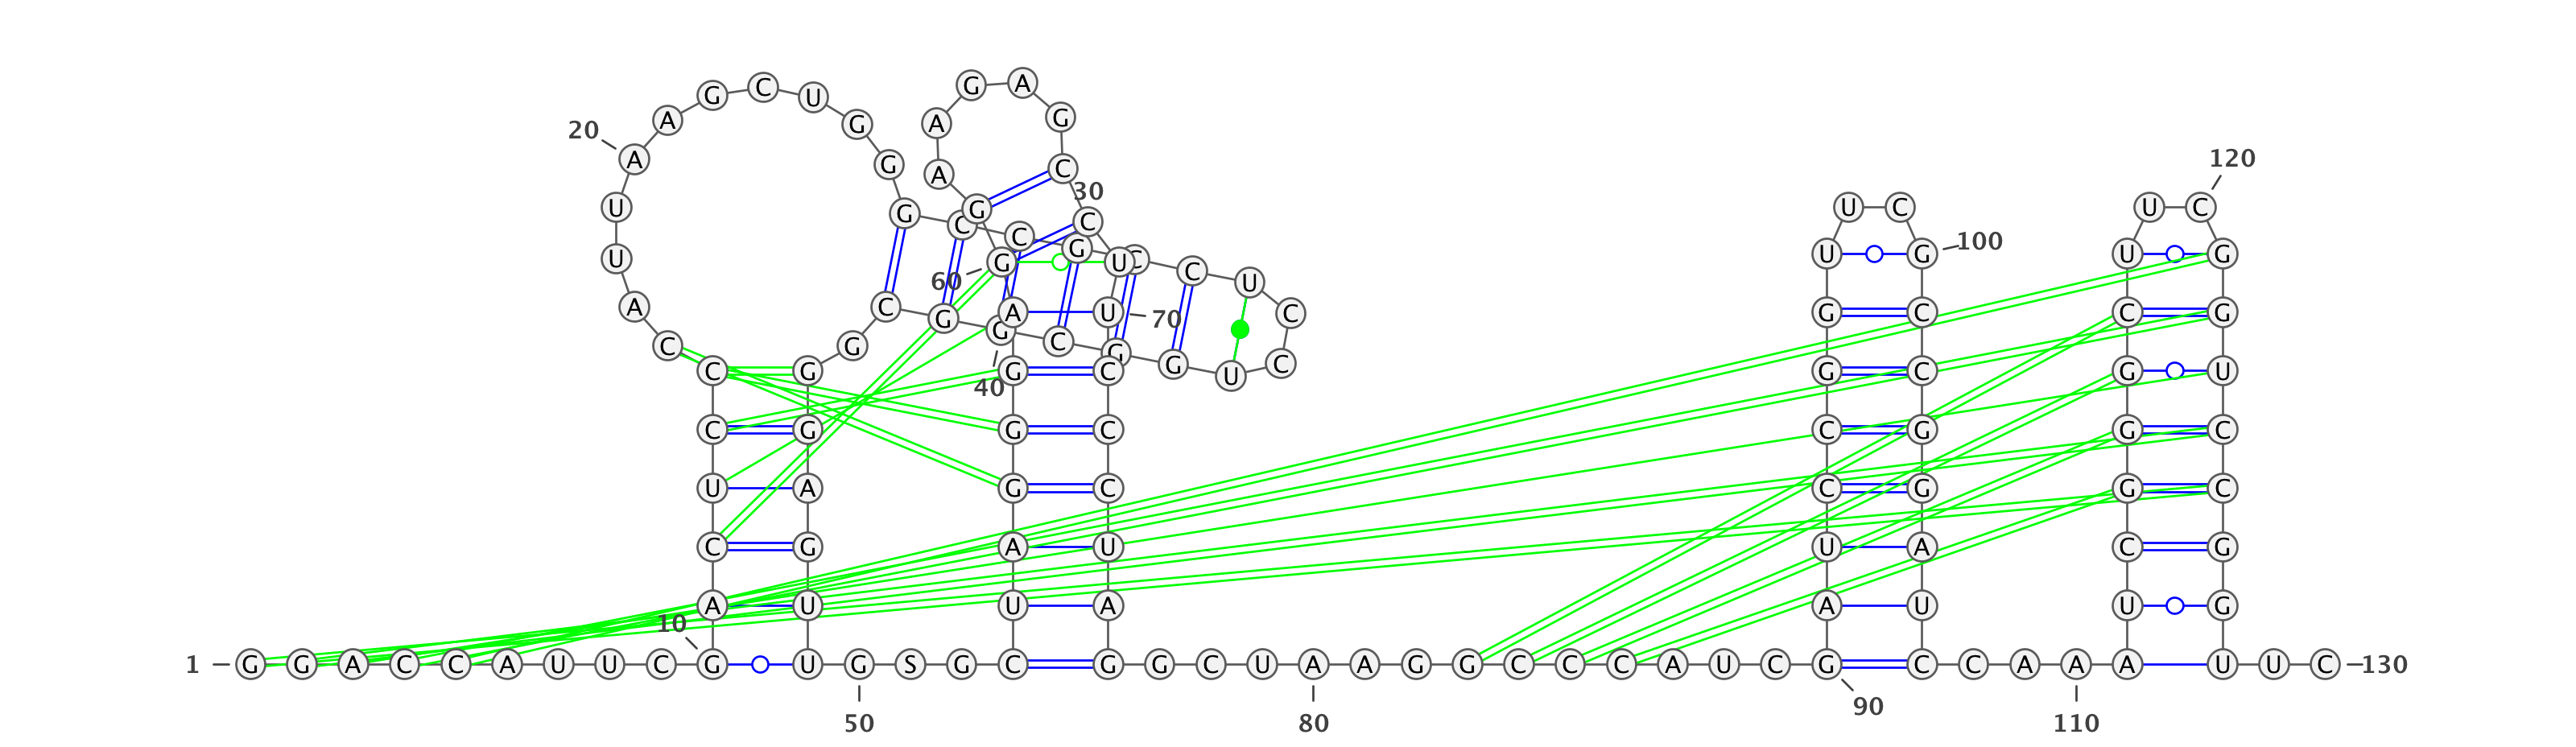 1
G G A C C A U U C
10
G A C U C C C A U U
20
A A G C U G G G C C
30
G C C U C C U G G C
40
G G C G G G A G U U
50
G S G C U A G G G A
60
G G A A G A G C C U
70
U C C C U A G G C U
80
A A G G C C C A U C
90
G A U C C G G U U C
100
G C C G G A U C C A
110
A A U C G G G C U U
120
C G G U C C G G U U C
130